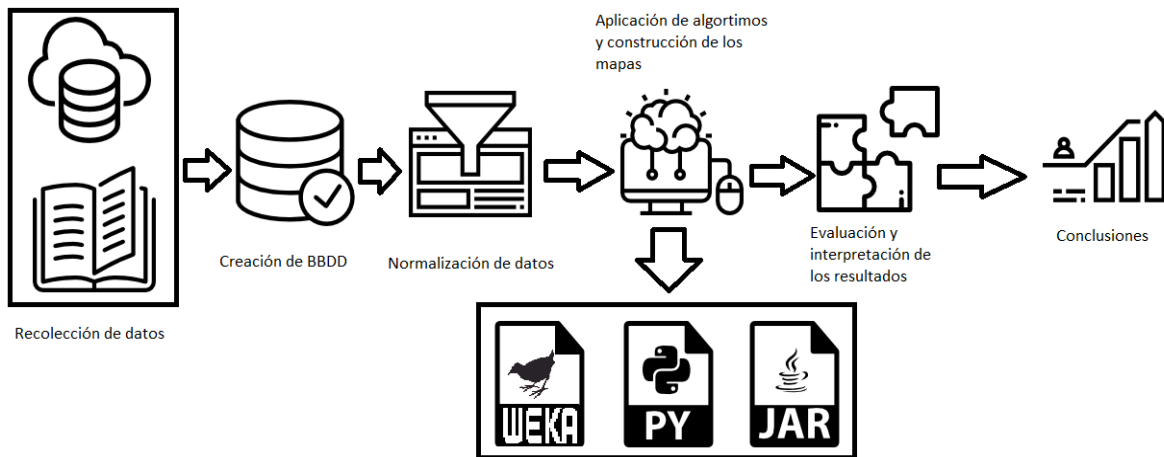 Recolección de datos
Creación de BBDD
Normalización de datos
Aplicación de algortimos
y construcción de los
mapas
WEKA
PY
JAR
Evaluación y
interpretación de
los resultados
Conclusiones